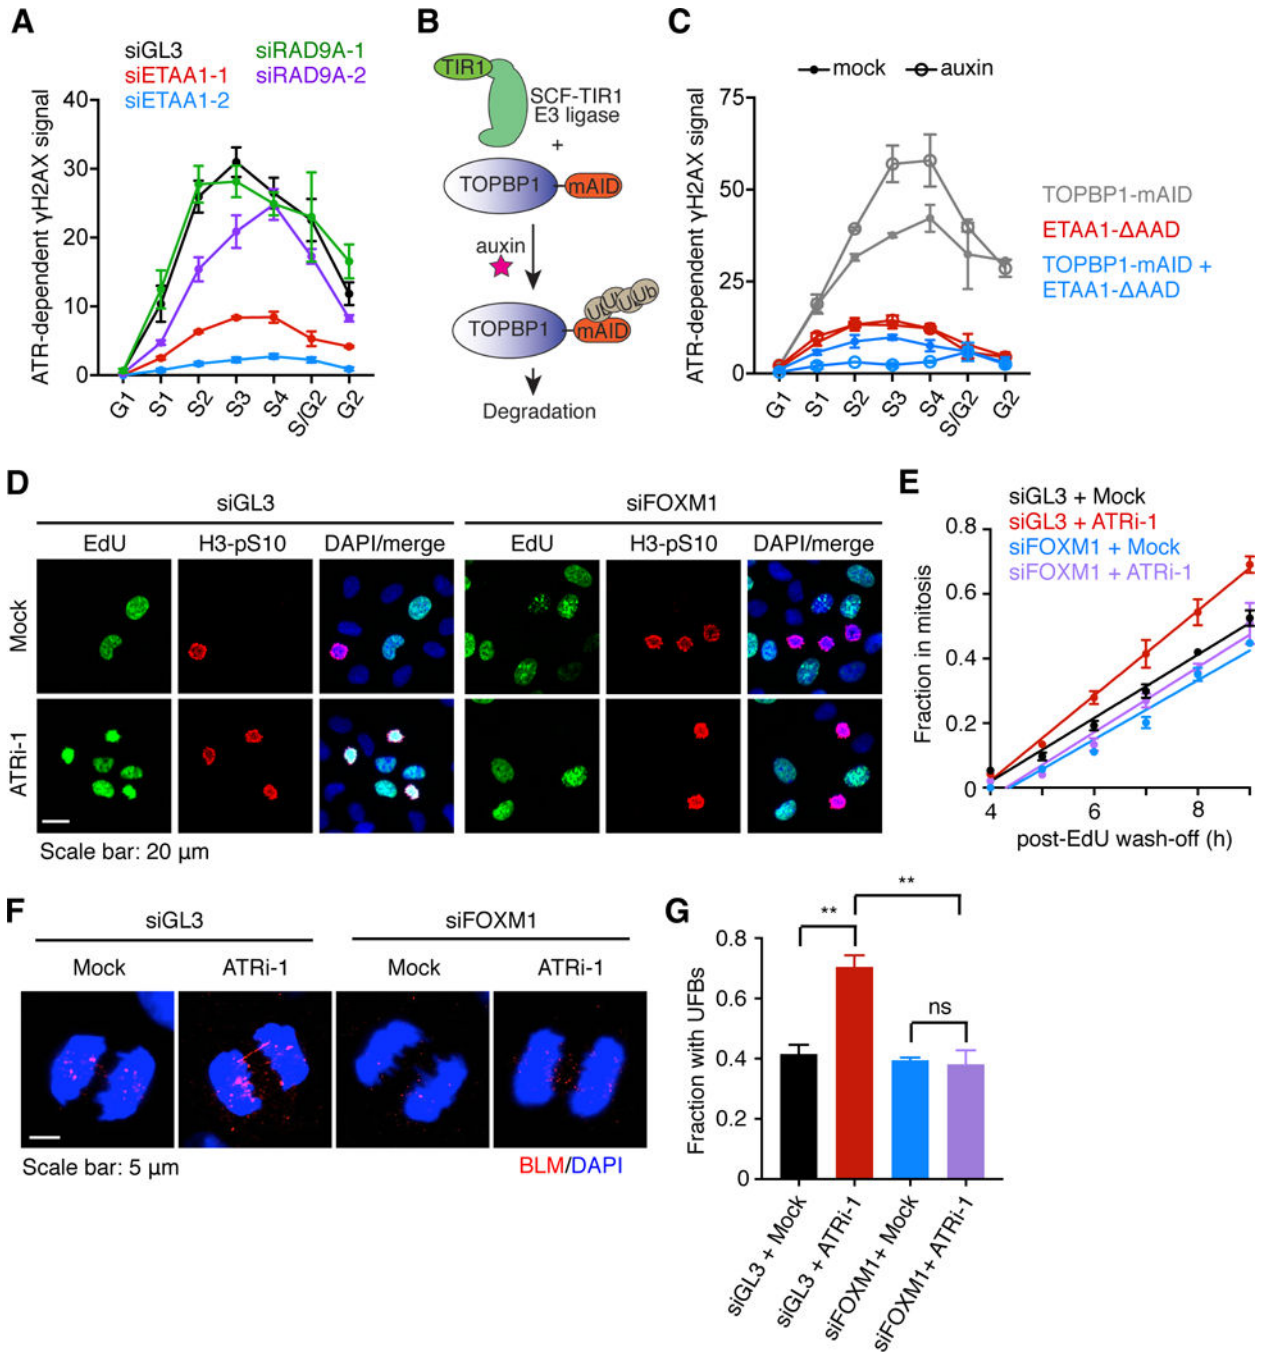 A
siGL3
siRAD9A-1
siETAA1-1
siRAD9A-2
siETAA1-2
ATR-dependent γH2AX signal
40
30
20
10
0
G1
S1
S2
S3
S4
S/G2
G2
B
TIR1
SCF-TIR1
E3 ligase
+
TOPBP1
mAID
auxin
Ub
Ub
TOPBP1
mAID
Degradation
C
mock
auxin
ATR-dependent γH2AX signal
75
50
25
0
G1
S1
S2
S3
S4
S/G2
G2
TOPBP1-mAID
ETAA1-ΔAAD
TOPBP1-mAID +
ETAA1-ΔAAD
D
siGL3
siFOXM1
EdU
H3-pS10
DAPI/merge
EdU
H3-pS10
DAPI/merge
Mock
ATRi-1
Scale bar: 20 µm
E
siGL3 + Mock
siGL3 + ATRi-1
siFOXM1 + Mock
siFOXM1 + ATRi-1
Fraction in mitosis
0.8
0.6
0.4
0.2
0
4
6
8
post-EdU wash-off (h)
F
siGL3
siFOXM1
Mock
ATRi-1
Mock
ATRi-1
Scale bar: 5 µm
BLM/DAPI
G
**
**
ns
Fraction with UFBs
0.8
0.6
0.4
0.2
0
siGL3 + Mock
siGL3 + ATRi-1
siFOXM1+ Mock
siFOXM1+ ATRi-1